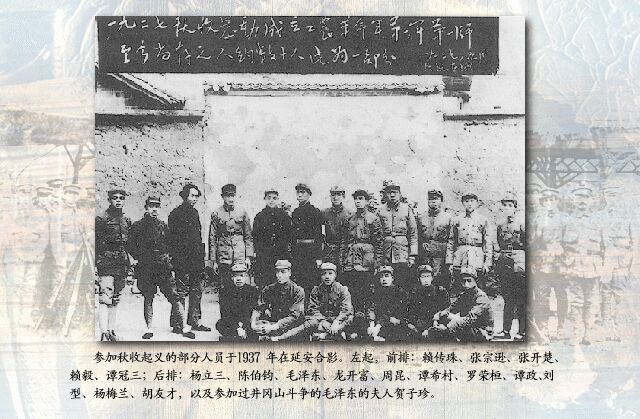 一九二七秋收暴动成立工农革命军第一军第一师
至今尚存之人约数十人此为一部分
参加秋收起义的部分人员于1937 年在延安合影。左起，前排：赖传珠、张宗逊、张开楚、
赖毅、谭冠三；后排：杨立三、陈伯钧、毛泽东、龙开富、周昆、谭希村、罗荣桓、谭政、刘
型、杨梅兰、胡友才，以及参加过井冈山斗争的毛泽东的夫人贺子珍。